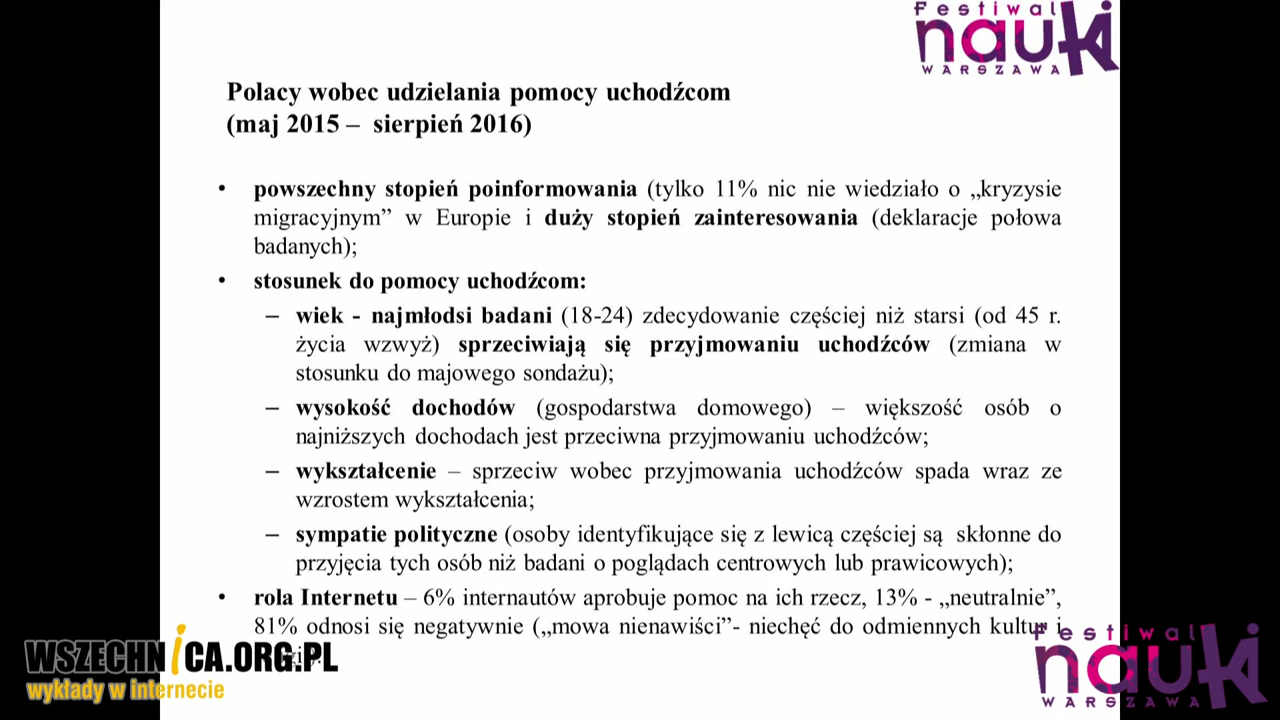 Festiwal
nauki
WARSZAWA
Polacy wobec udzielania pomocy uchodźcom
(maj 2015 – sierpień 2016)
• powszechny stopień poinformowania (tylko 11% nic nie wiedziało o „kryzysie
migracyjnym” w Europie i duży stopień zainteresowania (deklaracje połowa
badanych);
• stosunek do pomocy uchodźcom:
– wiek - najmłodsi badani (18-24) zdecydowanie częściej niż starsi (od 45 r.
życia wzwyż) sprzeciwiają się przyjmowaniu uchodźców (zmiana w
stosunku do majowego sondażu);
– wysokość dochodów (gospodarstwa domowego) – większość osób o
najniższych dochodach jest przeciwna przyjmowaniu uchodźców;
– wykształcenie – sprzeciw wobec przyjmowania uchodźców spada wraz ze
wzrostem wykształcenia;
– sympatie polityczne (osoby identyfikujące się z lewicą częściej są skłonne do
przyjęcia tych osób niż badani o poglądach centrowych lub prawicowych);
• rola Internetu – 6% internautów aprobuje pomoc na ich rzecz, 13% - „neutralnie”,
81% odnosi się negatywnie („mowa nienawiści”- niechęć do odmiennych kultur i
WSZECHNICA.ORG.PL
wykłady w internecie
Festiwal
nauki
WARSZAWA